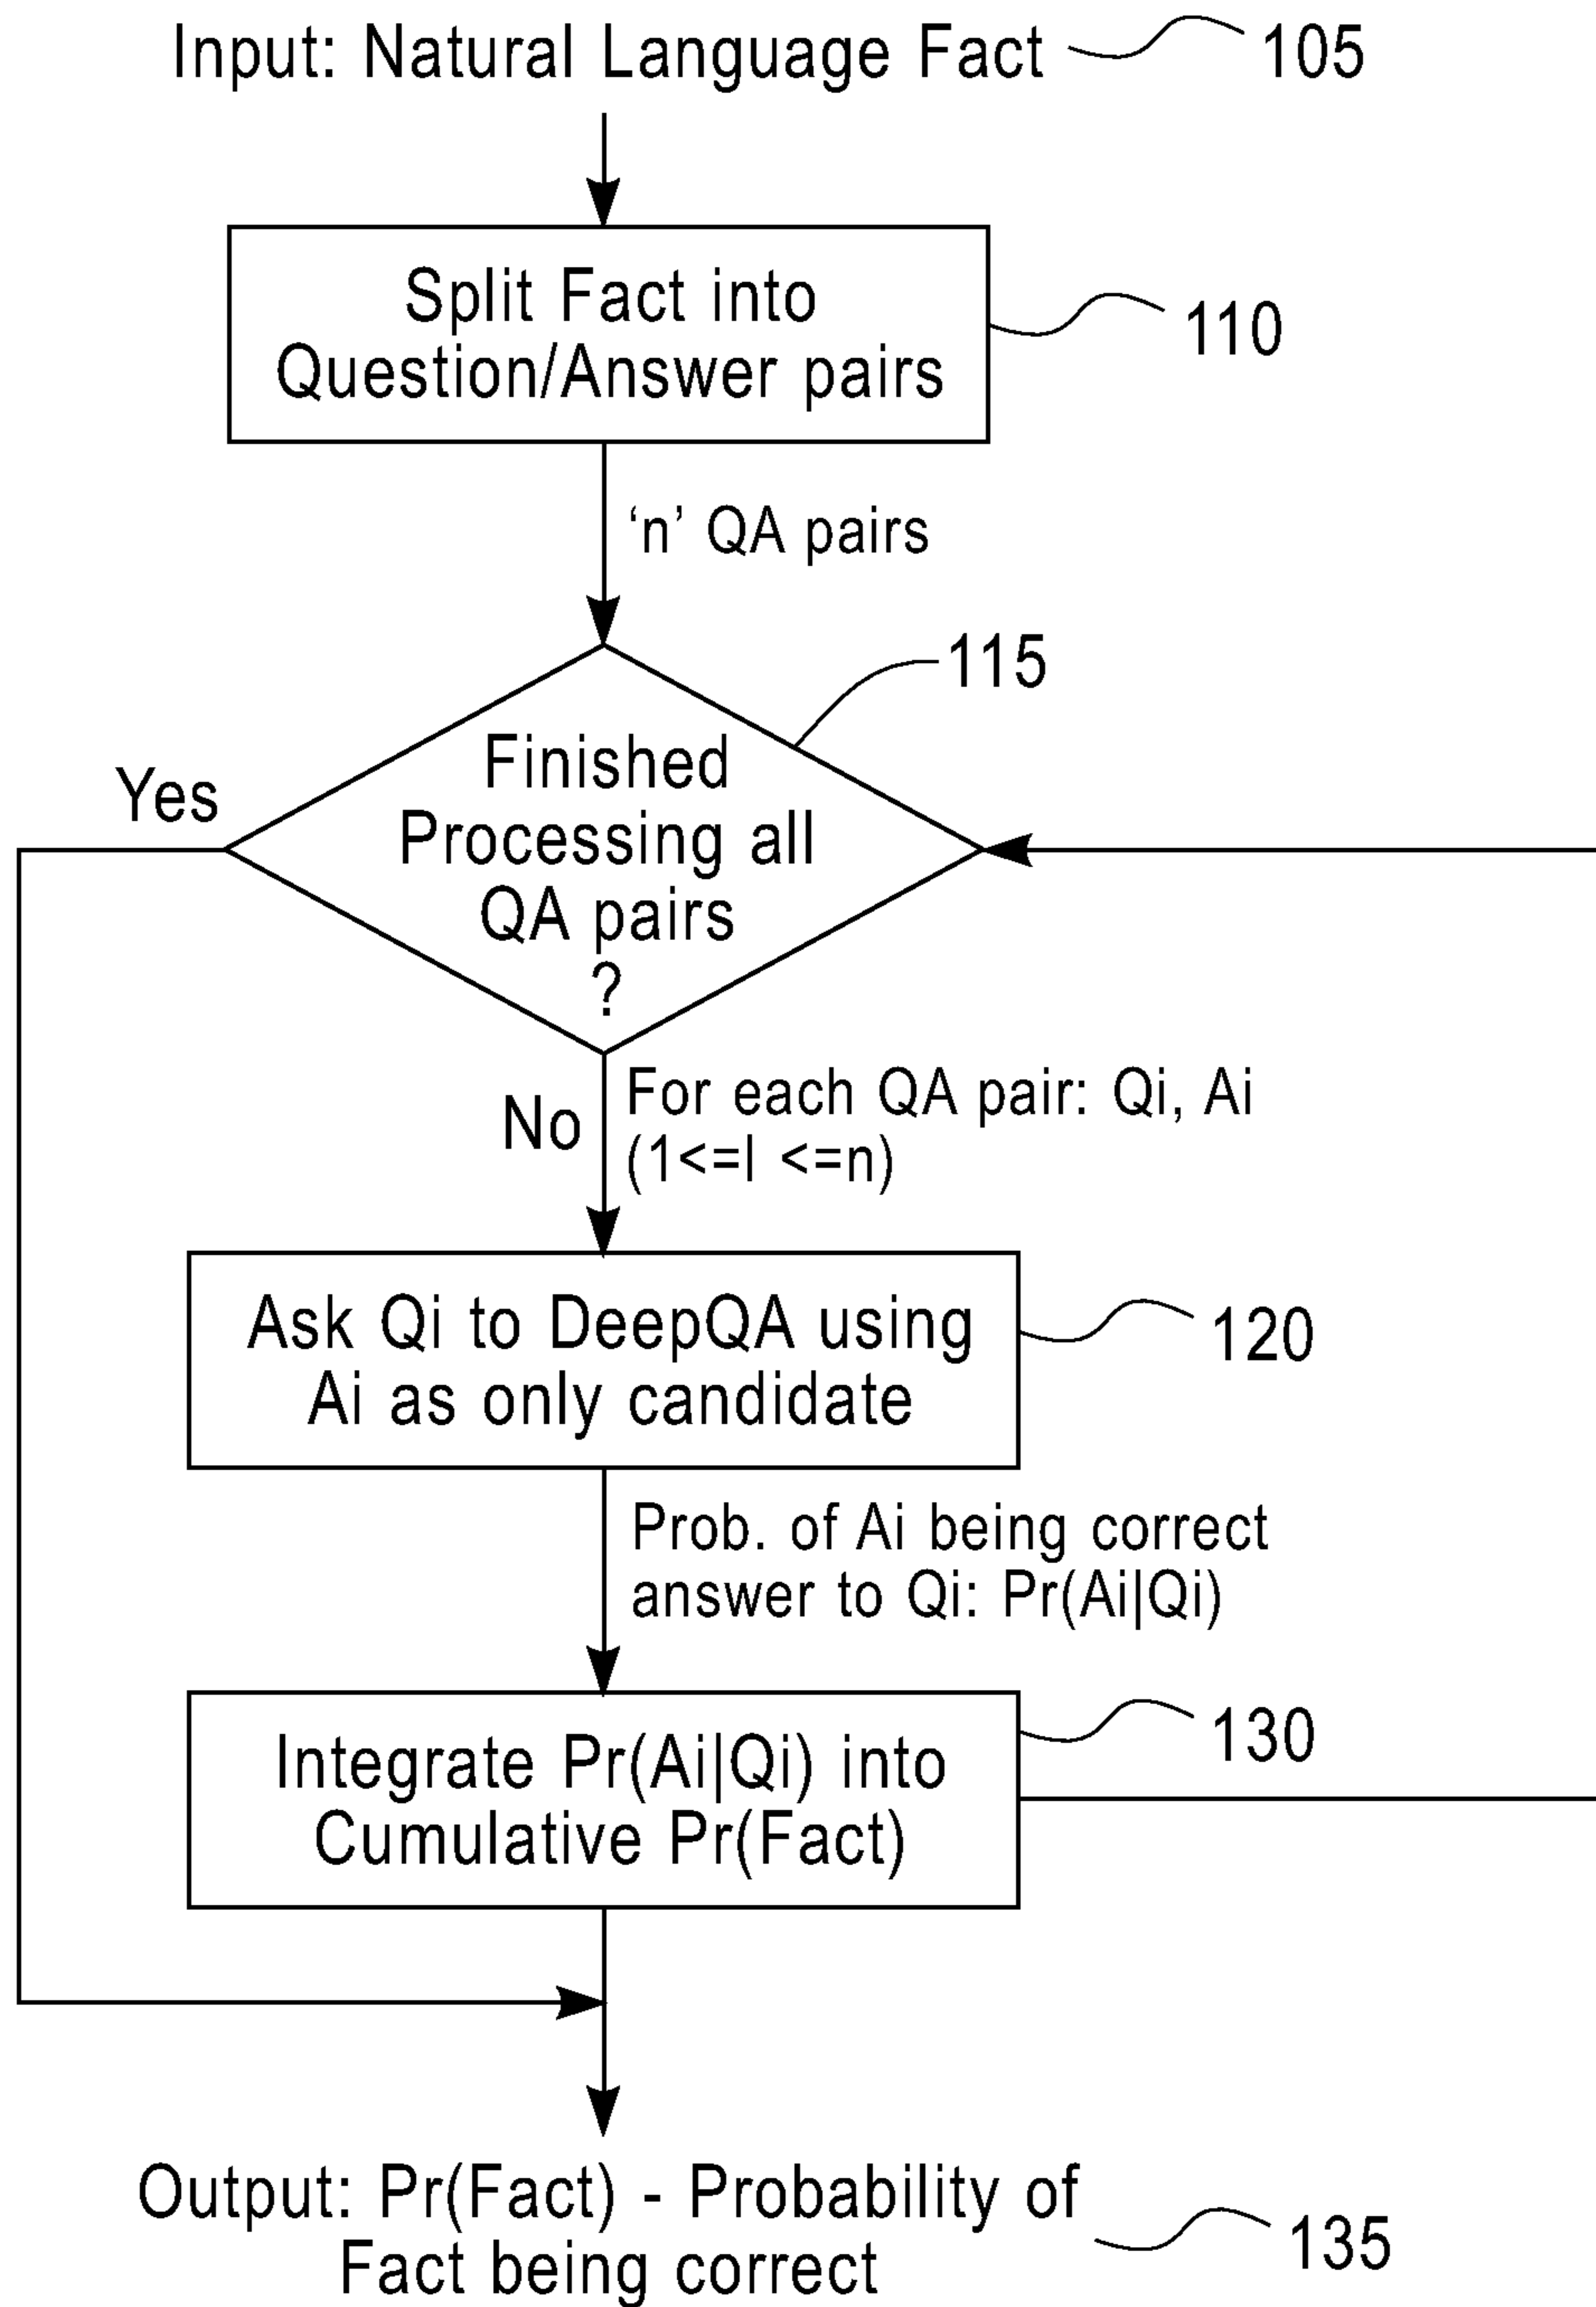 Input: Natural Language Fact 105
Split Fact into
Question/Answer pairs
110
‘n’ QA pairs
115
Finished
Processing all
QA pairs
?
Yes
No
For each QA pair: Qi, Ai
(1<=I <=n)
Ask Qi to DeepQA using
Ai as only candidate
120
Prob. of Ai being correct
answer to Qi: Pr(Ai|Qi)
Integrate Pr(Ai|Qi) into
Cumulative Pr(Fact)
130
Output: Pr(Fact) - Probability of
Fact being correct
135